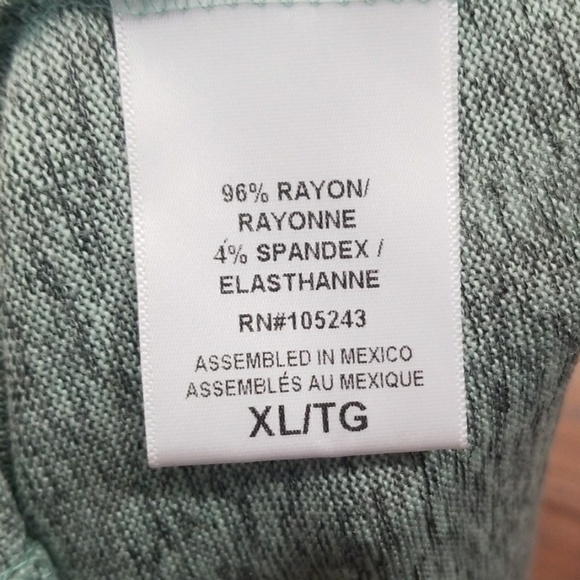 96% RAYON/
RAYONNE
4% SPANDEX /
ELASTHANNE
RN#105243
ASSEMBLED IN MEXICO
ASSEMBLÉS AU MEXIQUE
XL/TG